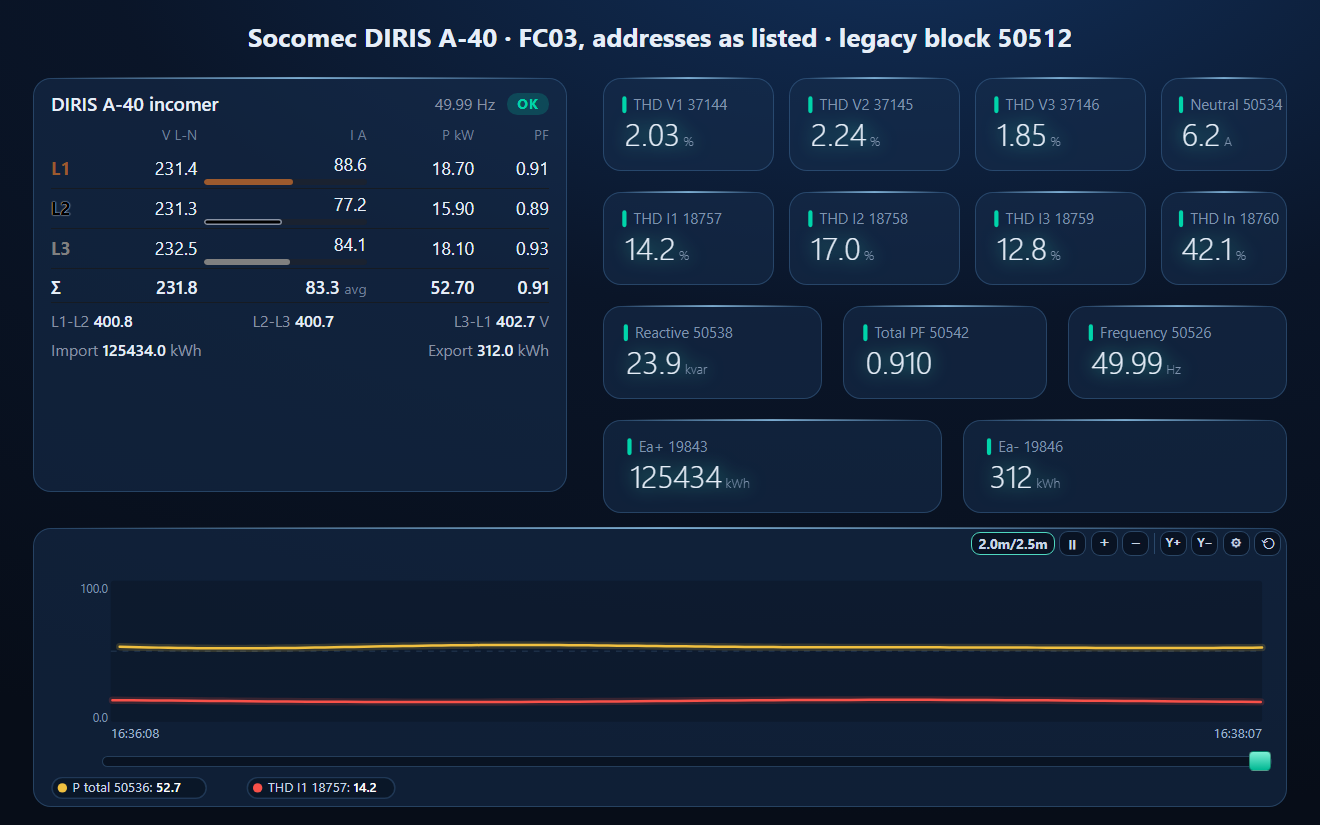 Socomec DIRIS A-40 · FC03, addresses as listed · legacy block 50512
DIRIS A-40 incomer 49.99 Hz OK
V L-N I A P kW PF
L1 231.4 88.6 18.70 0.91
L2 231.3 77.2 15.90 0.89
L3 232.5 84.1 18.10 0.93
Σ 231.8 83.3 avg 52.70 0.91
L1-L2 400.8 L2-L3 400.7 L3-L1 402.7 V
Import 125434.0 kWh Export 312.0 kWh
THD V1 37144
2.03 %
THD V2 37145
2.24 %
THD V3 37146
1.85 %
Neutral 50534
6.2 A
THD I1 18757
14.2 %
THD I2 18758
17.0 %
THD I3 18759
12.8 %
THD In 18760
42.1 %
Reactive 50538
23.9 kvar
Total PF 50542
0.910
Frequency 50526
49.99 Hz
Ea+ 19843
125434 kWh
Ea- 19846
312 kWh
2.0m/2.5m + − Y+ Y−
100.0
0.0
16:36:08 16:38:07
P total 50536: 52.7 THD I1 18757: 14.2